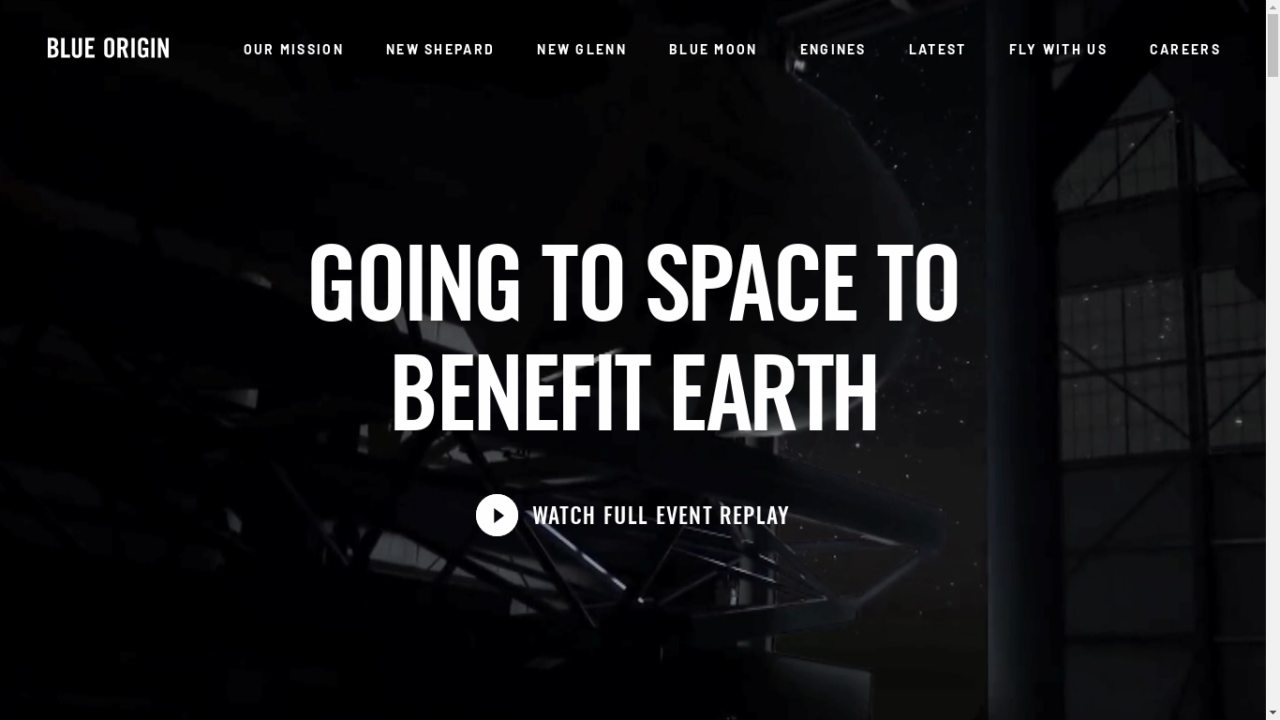 BLUE ORIGIN
OUR MISSION NEW SHEPARD NEW GLENN BLUE MOON ENGINES LATEST FLY WITH US CAREERS
GOING TO SPACE TO
BENEFIT EARTH
WATCH FULL EVENT REPLAY